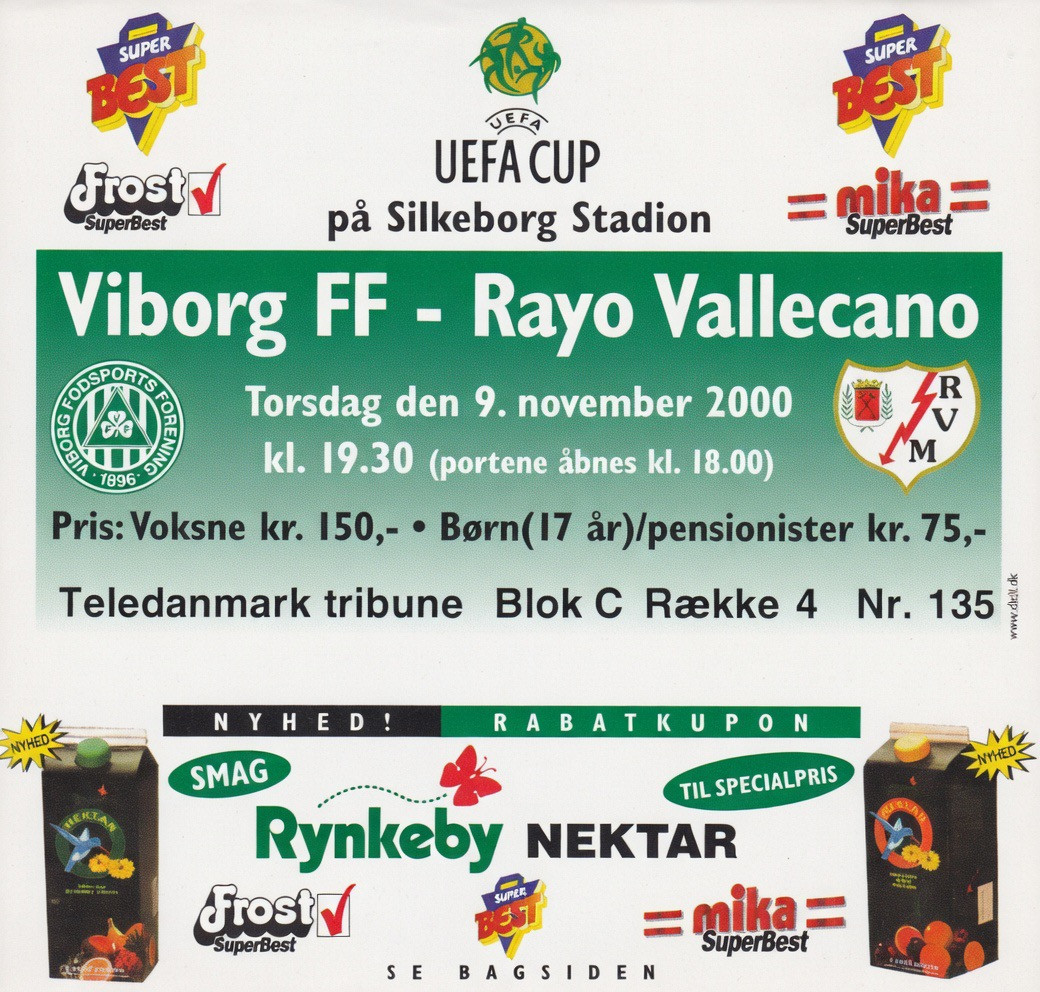 SUPER BEST
Frost
SuperBest
UEFA
UEFA CUP
på Silkeborg Stadion
SUPER BEST
mika
SuperBest
Viborg FF - Rayo Vallecano
VIBORG FODSPORTS FORENING
VFF
· 1896 ·
Torsdag den 9. november 2000
kl. 19.30 (portene åbnes kl. 18.00)
R
V
M
Pris: Voksne kr. 150,- • Børn(17 år)/pensionister kr. 75,-
Teledanmark tribune Blok C Række 4 Nr. 135
NYHED! RABATKUPON
NYHED
SMAG
TIL SPECIALPRIS
NYHED
NEKTAR
Rynkeby NEKTAR
Frost
SuperBest
SUPER BEST
mika
SuperBest
SE BAGSIDEN